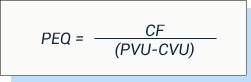 PEQ = CF
(PVU-CVU)